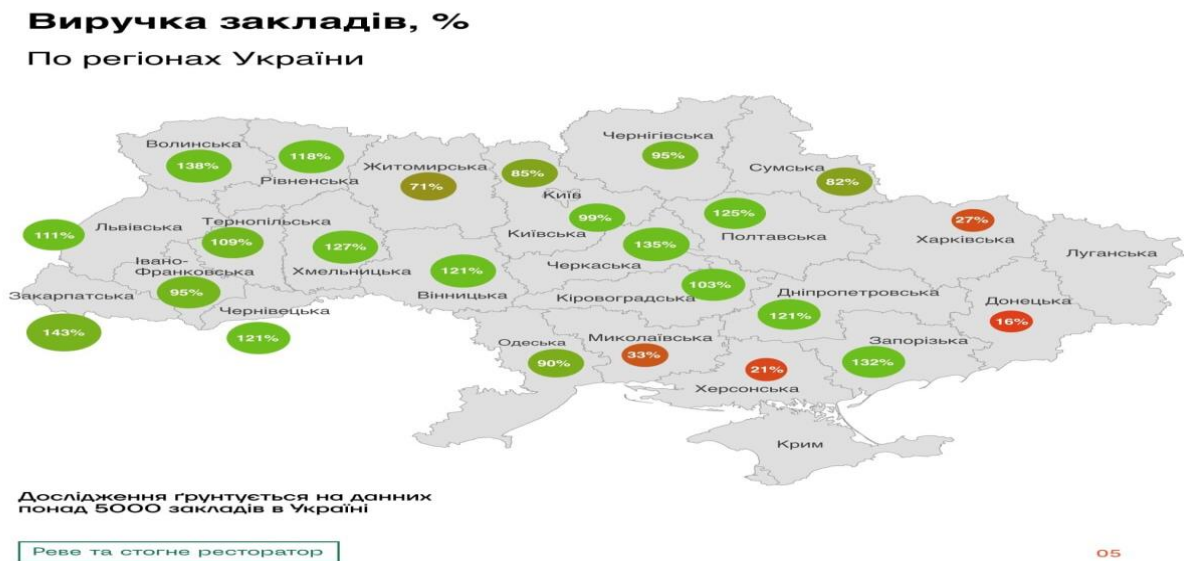 Виручка закладів, %
По регіонах України
Волинська
138%
118%
Рівненська
Житомирська
71%
85%
Київ
Чернігівська
95%
Сумська
82%
Львівська
111%
Тернопільська
109%
127%
Хмельницька
99%
Київська
125%
Полтавська
27%
Харківська
Луганська
Івано-
Франковська
95%
121%
Вінницька
135%
Черкаська
103%
Кіровоградська
Закарпатська
143%
Чернівецька
121%
Дніпропетровська
121%
Донецька
16%
Одеська
90%
Миколаївська
33%
21%
Херсонська
Запорізька
132%
Крим
Дослідження ґрунтується на данних
понад 5000 закладів в Україні
Реве та стогне ресторатор
05